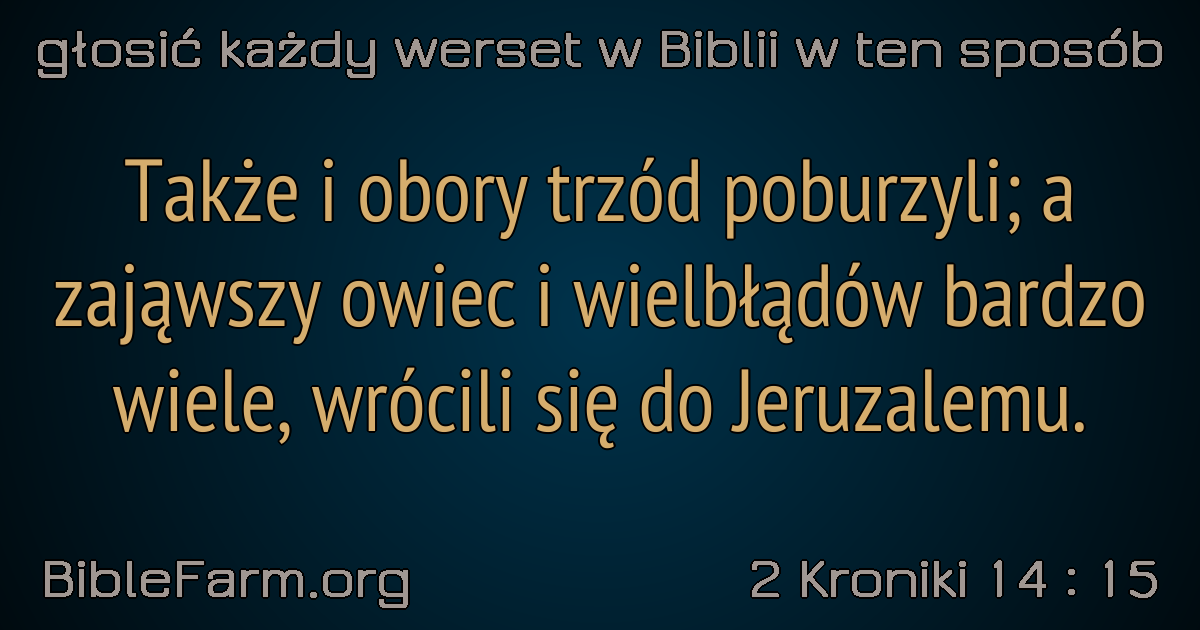 głosić każdy werset w Biblii w ten sposób
Także i obory trzód poburzyli; a
zająwszy owiec i wielbłądów bardzo
wiele, wrócili się do Jeruzalemu.
BibleFarm.org
2 Kroniki 14 : 15